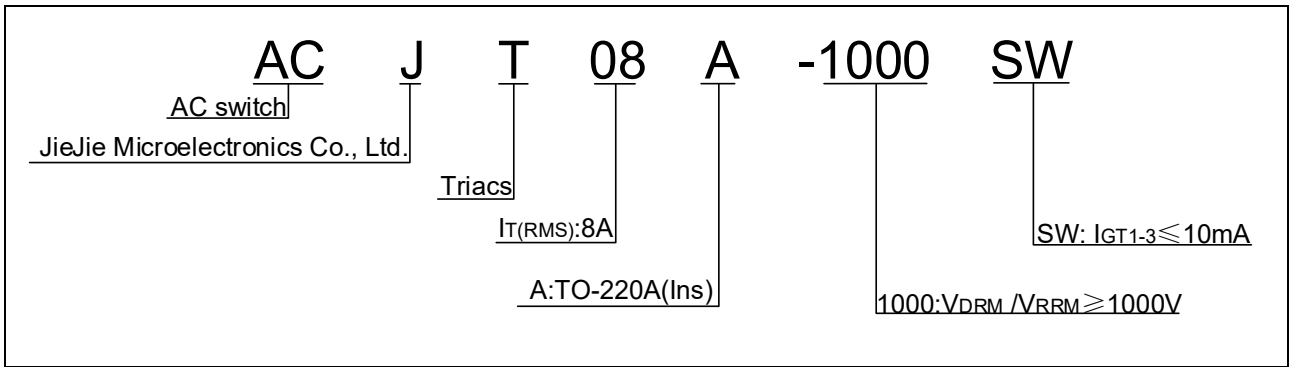 AC J T 08 A -1000 SW
AC switch
JieJie Microelectronics Co., Ltd.
Triacs
IT(RMS):8A
SW: IGT1-3≤10mA
A:TO-220A(Ins)
1000:VDRM /VRRM≥1000V